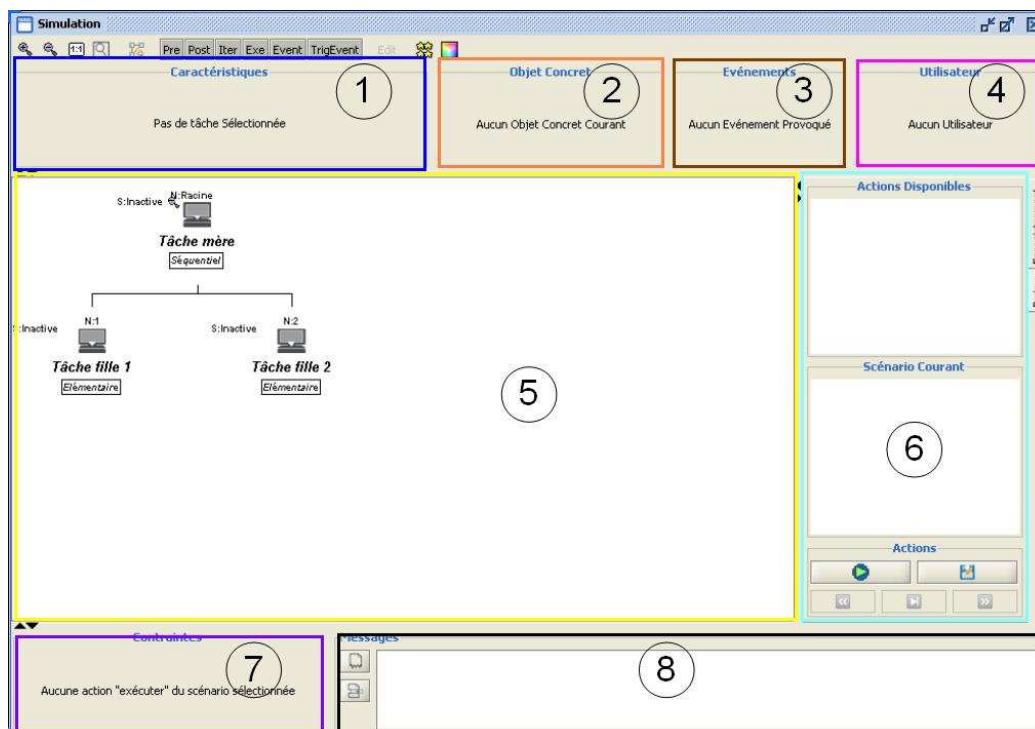 Simulation
1:1 Pre Post Iter Exe Event TrigEvent Edit
Caractéristiques
1
Pas de tâche Sélectionnée
Objet Concret
2
Aucun Objet Concret Courant
Evénements
3
Aucun Evénement Provoqué
Utilisateur
4
Aucun Utilisateur
N:Racine
S:Inactive
Tâche mère
Séquentiel
N:1
S:Inactive
Tâche fille 1
Elémentaire
N:2
S:Inactive
Tâche fille 2
Elémentaire
5
Actions Disponibles
Scénario Courant
6
Actions
Contraintes
7
Aucune action "exécuter" du scénario sélectionnée
Messages
8